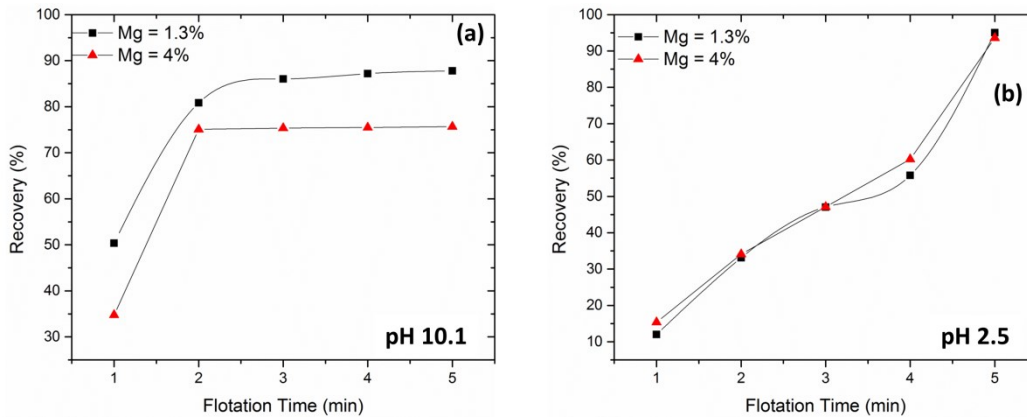 (a)
Mg = 1.3%
Mg = 4%
100
90
80
70
60
50
40
30
Recovery (%)
1 2 3 4 5
Flotation Time (min)
pH 10.1
(b)
Mg = 1.3%
Mg = 4%
100
90
80
70
60
50
40
30
20
10
Recovery (%)
1 2 3 4 5
Flotation Time (min)
pH 2.5